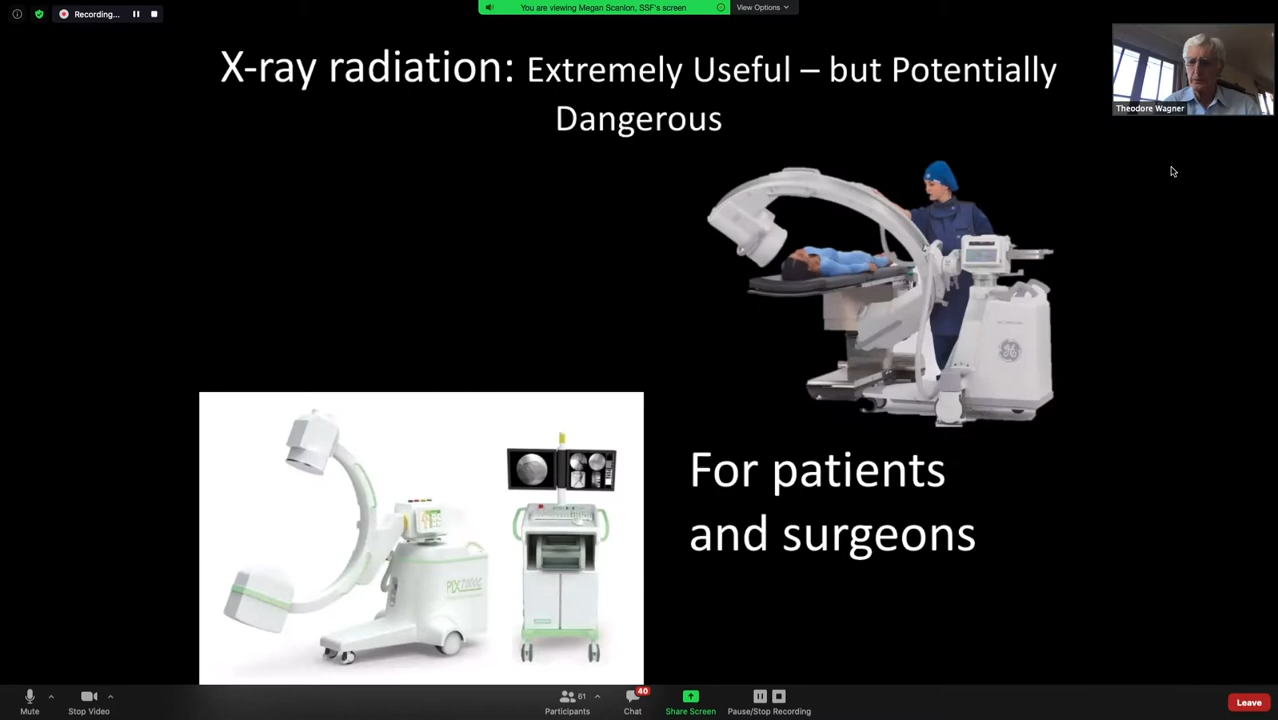 Recording...
You are viewing Megan Scanlon, SSF's screen
View Options
X-ray radiation: Extremely Useful – but Potentially
Dangerous
Theodore Wagner
For patients
and surgeons
PIX7000C
Mute
Stop Video
61
Participants
40
Chat
Share Screen
Pause/Stop Recording
Leave